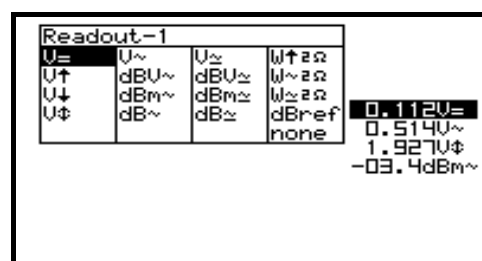 Readout-1
V= V~ V≃ W↑2Ω
V↑ dBV~ dBV≃ W~2Ω
V↓ dBm~ dBm≃ W≃2Ω
V⇕ dB~ dB≃ dBref
none
0.112V=
0.514V~
1.927V⇕
-03.4dBm~